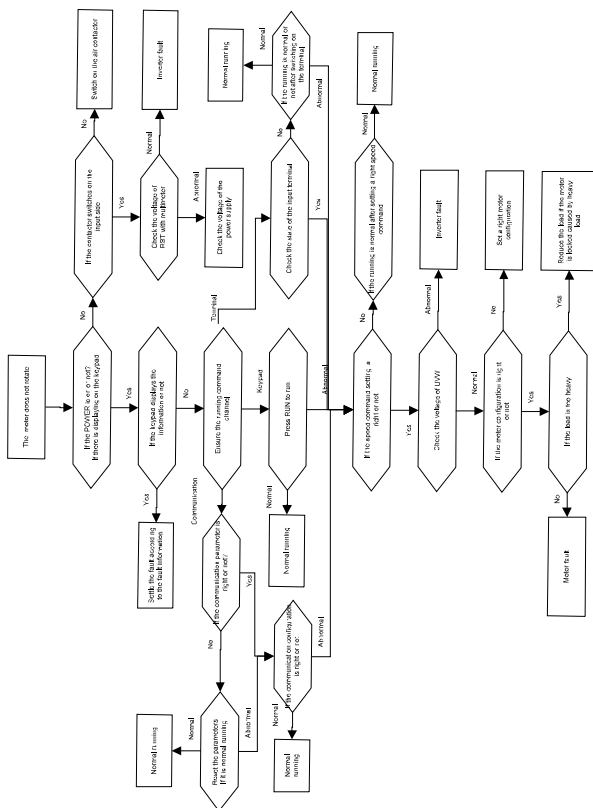 The motor does not rotate
If the POWER is on or not?
If there is displaying on the keypad
No
If the contactor switches on the
input side
No
Switch on the air contactor
Yes
Check the voltage of
RST with multimeter
Normal
Inverter fault
Abnormal
Check the voltage of the
power supply
Yes
If the keypad displays the
information or not
Yes
Settle the fault according
to the fault information
No
Ensure the running command
channel
Terminal
Check the state of the input terminal
No
If the running is normal or
not after switching on
the terminal
Normal
Normal running
Abnormal
Yes
Keypad
Press RUN to run
Normal
Normal running
Abnormal
Communication
If the communication parameter is
right or not?
Yes
No
Reset the parameters
If it is normal running
Normal
Normal running
Abnormal
If the communication configuration
is right or not
Normal
Normal
running
Abnormal
If the speed command setting is
right or not
No
If the running is normal after setting a right speed
command
Normal
Normal running
Yes
Check the voltage of UVW
Abnormal
Inverter fault
Normal
If the motor configuration is right
or not
No
Set a right motor
configuration
Yes
If the load is too heavy
Yes
Reduce the load if the motor
is locked caused by heavy
load
No
Motor fault